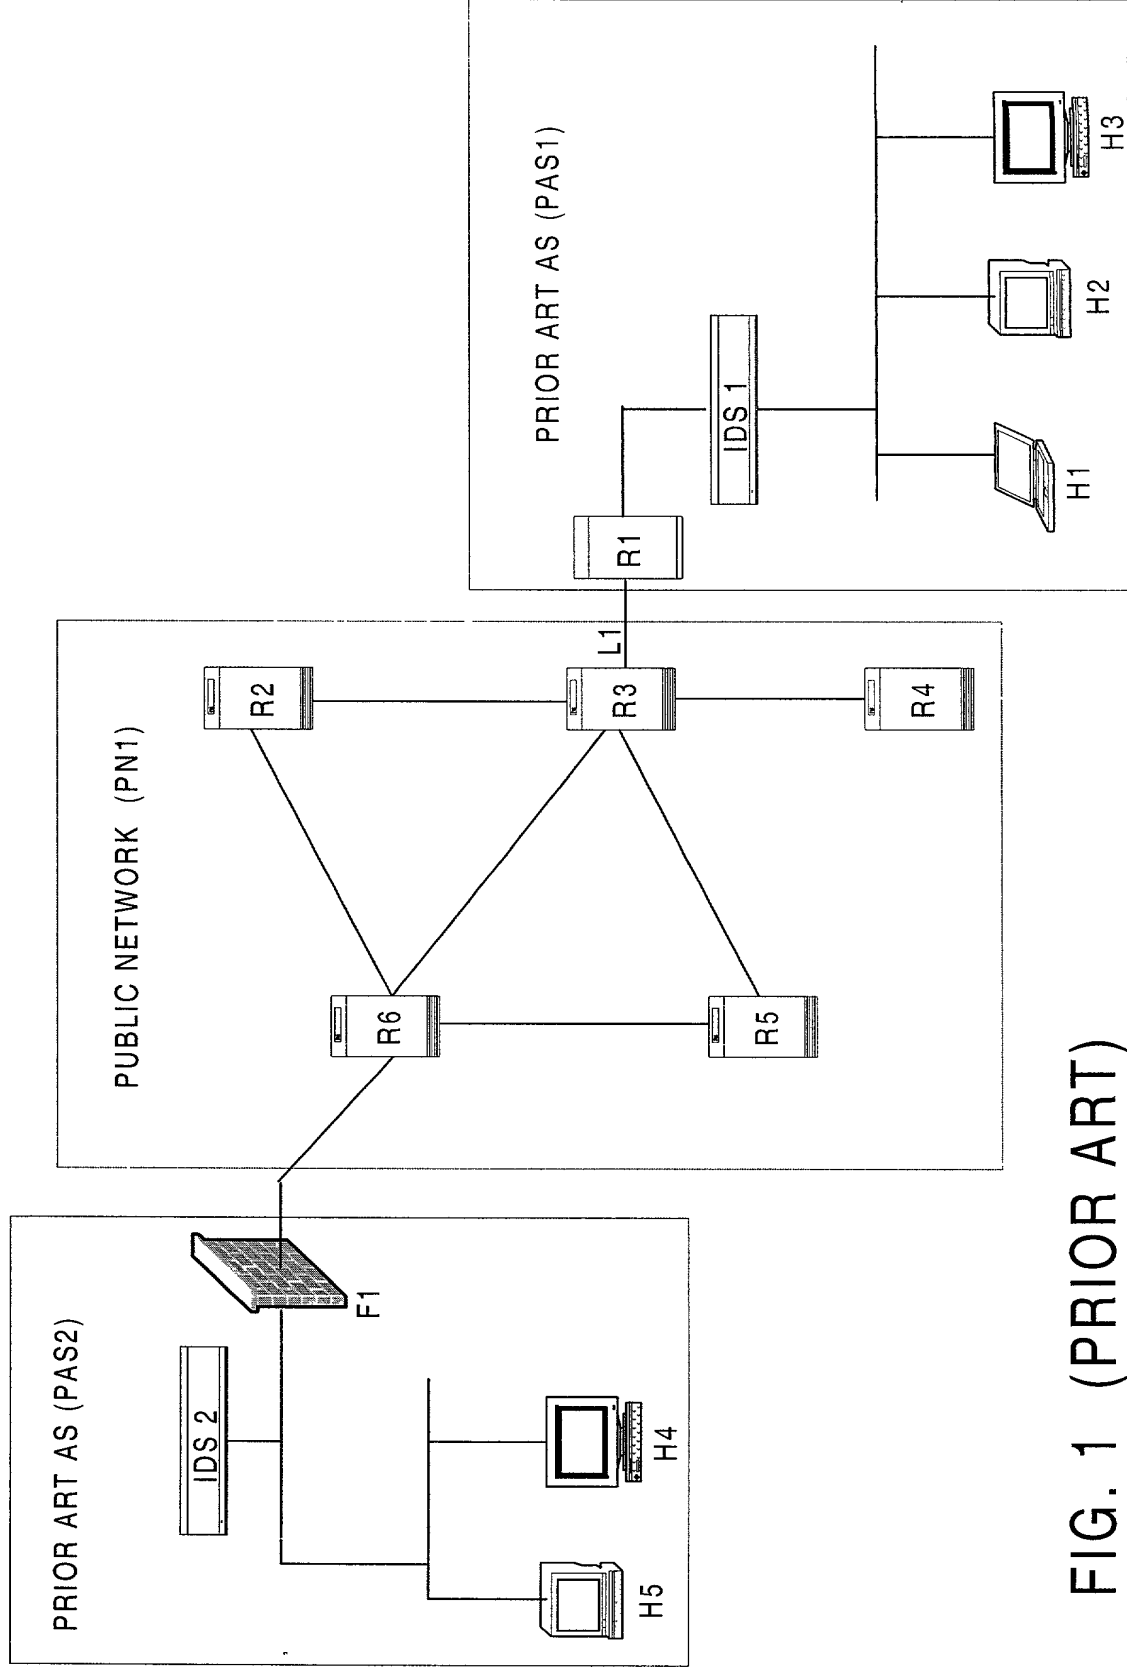 PRIOR ART AS (PAS2)
IDS 2
F1
H5
H4
PUBLIC NETWORK (PN1)
R6
R2
R5
R3
L1
R4
PRIOR ART AS (PAS1)
R1
IDS 1
H1
H2
H3
FIG. 1 (PRIOR ART)